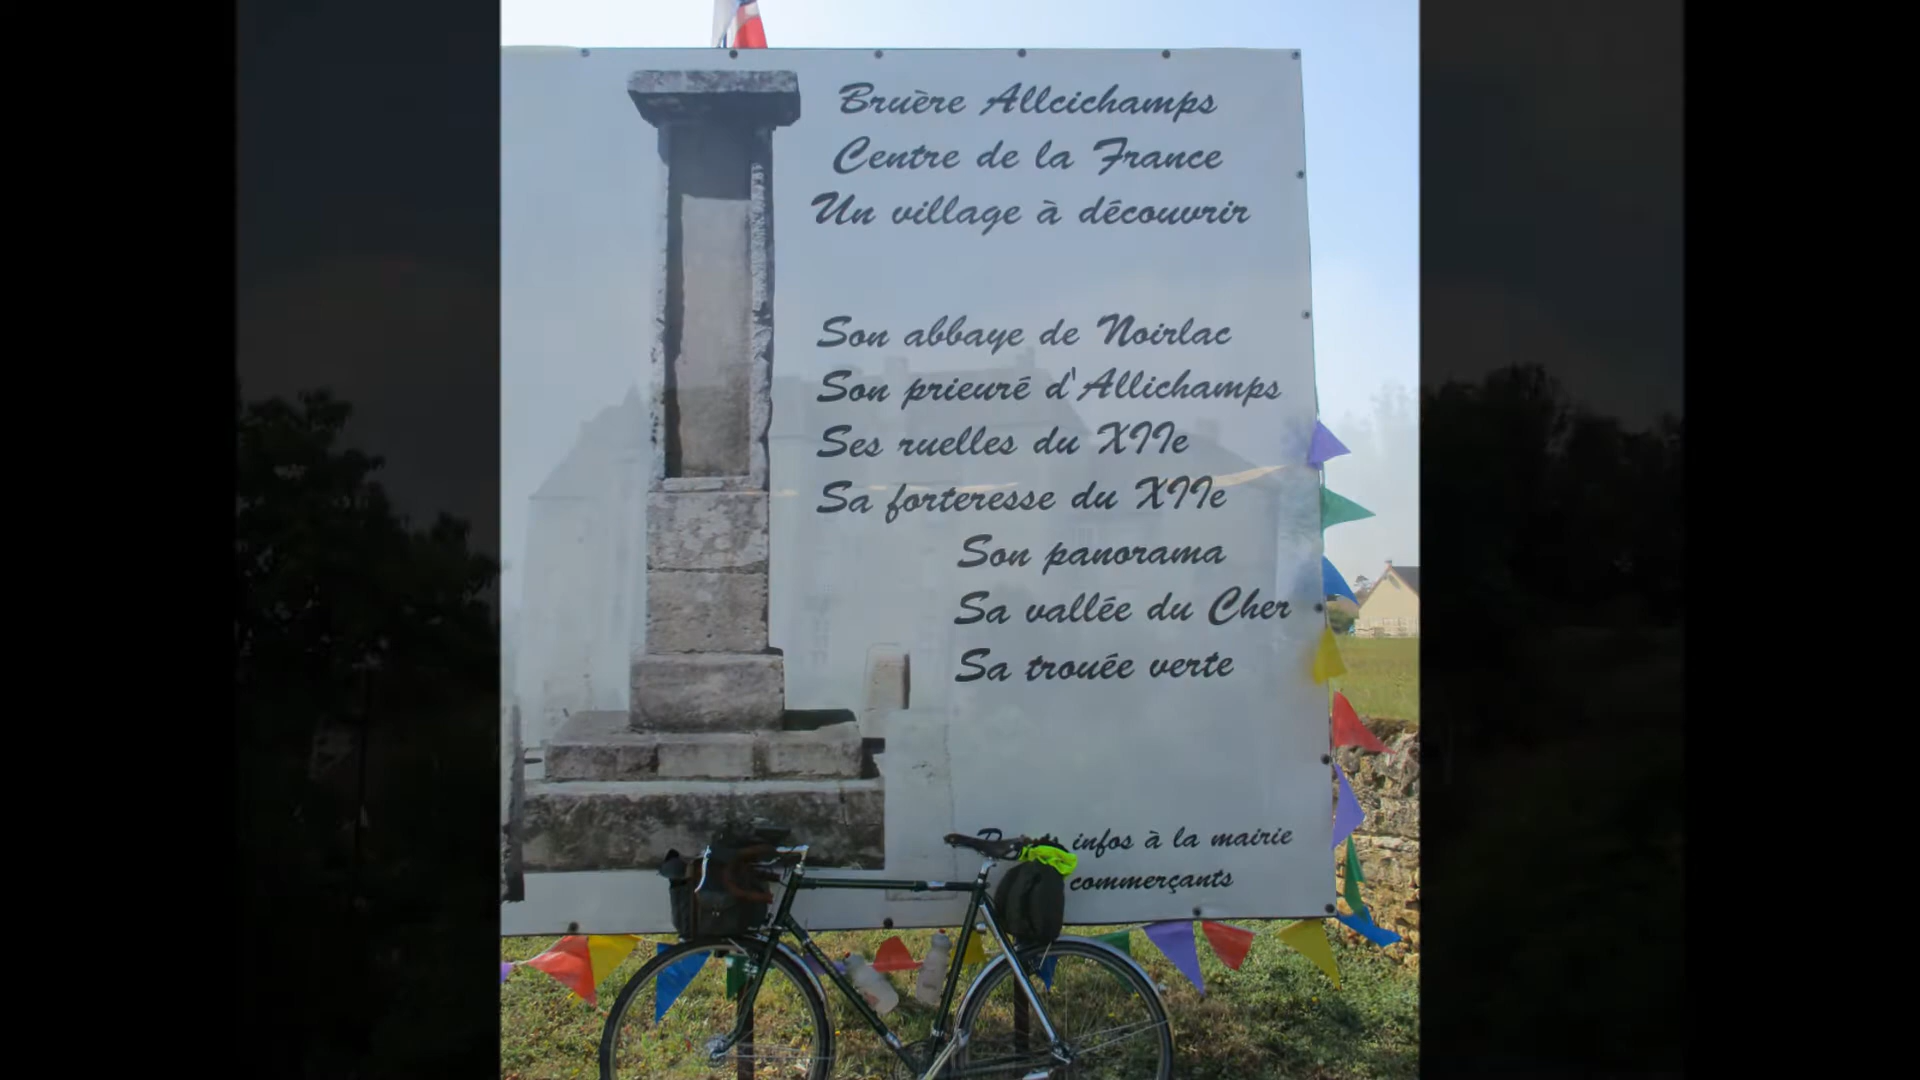 Bruère Allcichamps
Centre de la France
Un village à découvrir
Son abbaye de Noirlac
Son prieuré d'Allichamps
Ses ruelles du XIIe
Sa forteresse du XIIe
Son panorama
Sa vallée du Cher
Sa trouée verte
infos à la mairie
commerçants